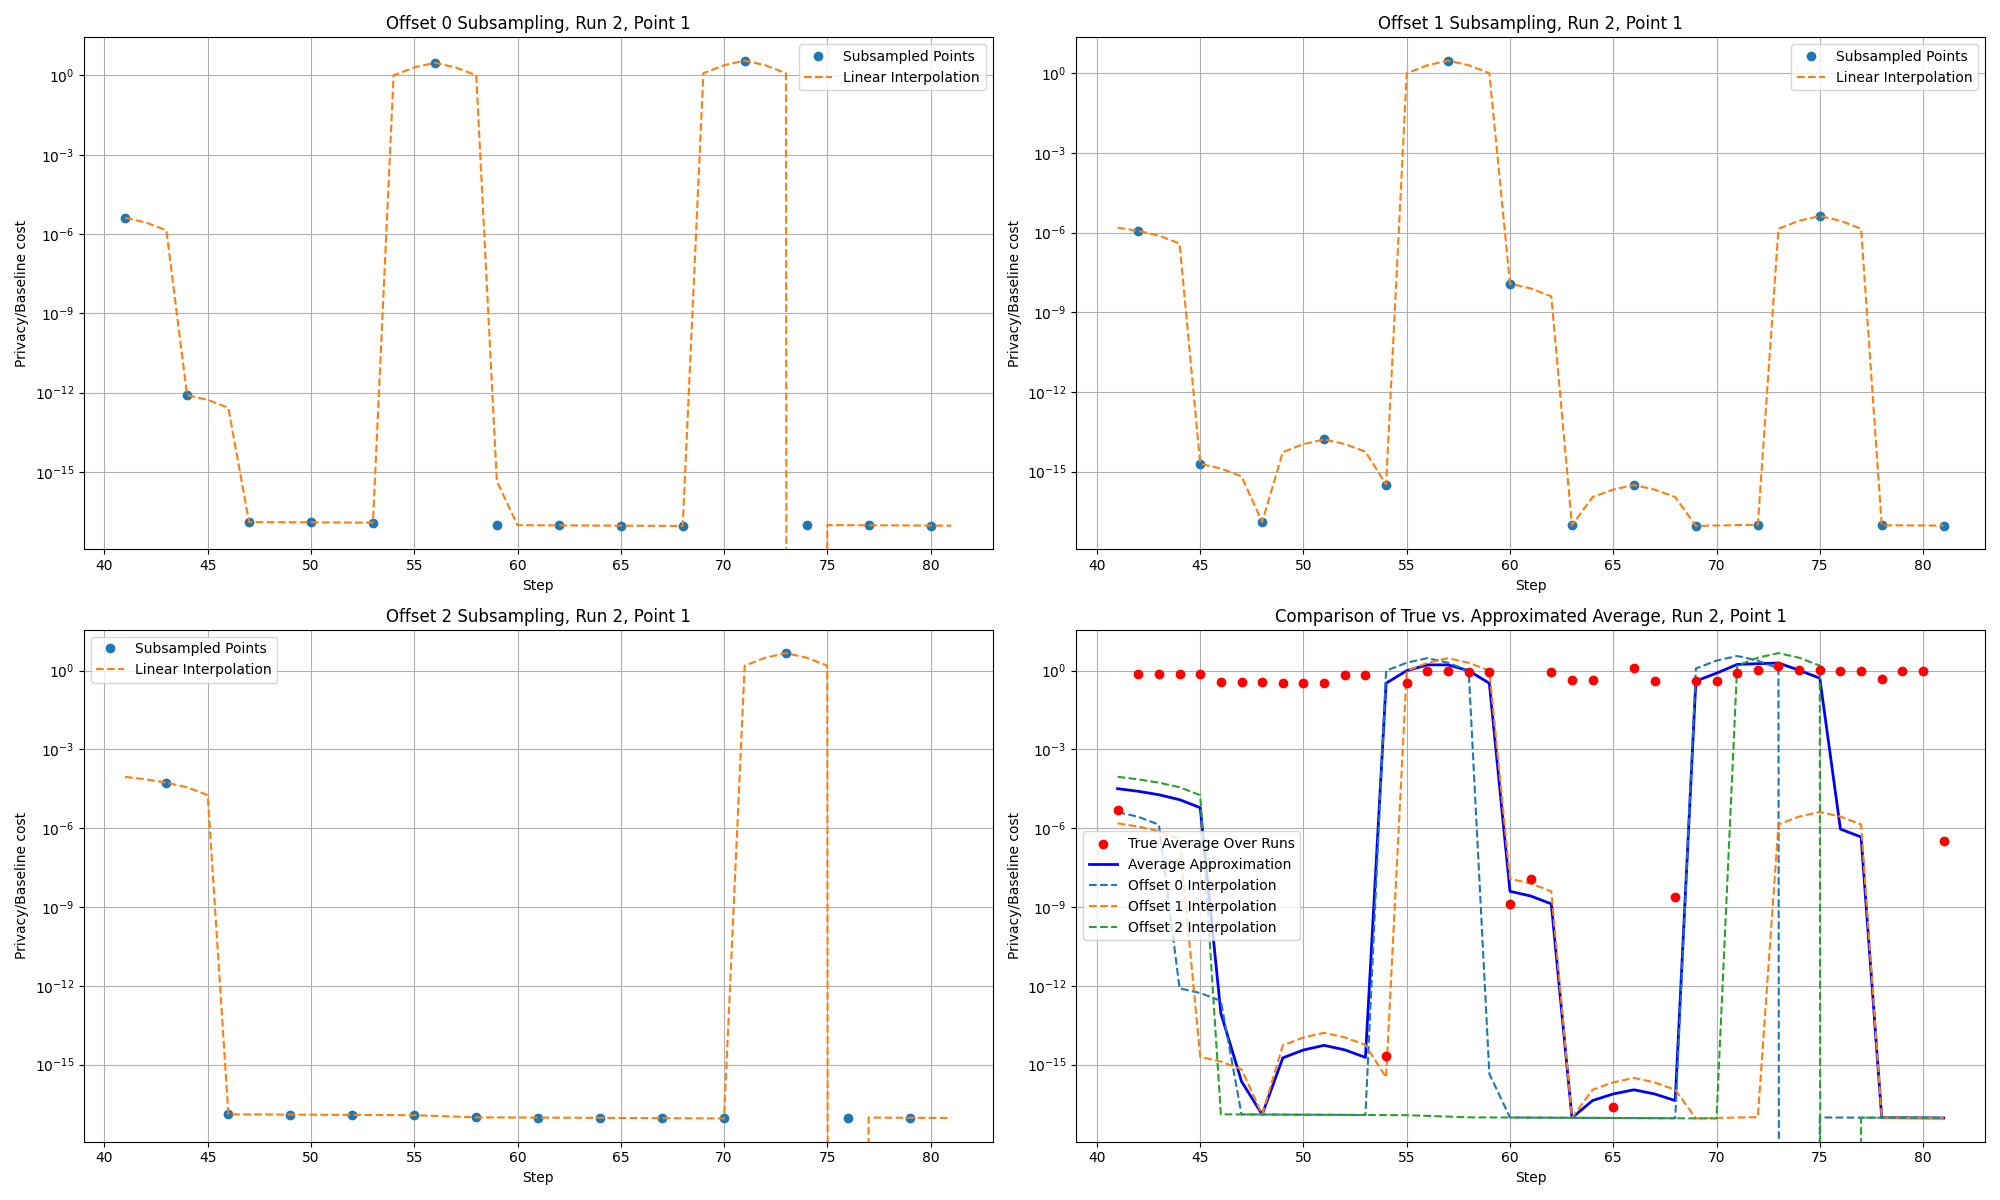 Offset 0 Subsampling, Run 2, Point 1
Subsampled Points
Linear Interpolation
10^0
10^-3
10^-6
10^-9
10^-12
10^-15
Privacy/Baseline cost
40 45 50 55 60 65 70 75 80
Step
Offset 1 Subsampling, Run 2, Point 1
Subsampled Points
Linear Interpolation
10^0
10^-3
10^-6
10^-9
10^-12
10^-15
Privacy/Baseline cost
40 45 50 55 60 65 70 75 80
Step
Offset 2 Subsampling, Run 2, Point 1
Subsampled Points
Linear Interpolation
10^0
10^-3
10^-6
10^-9
10^-12
10^-15
Privacy/Baseline cost
40 45 50 55 60 65 70 75 80
Step
Comparison of True vs. Approximated Average, Run 2, Point 1
True Average Over Runs
Average Approximation
Offset 0 Interpolation
Offset 1 Interpolation
Offset 2 Interpolation
10^0
10^-3
10^-6
10^-9
10^-12
10^-15
Privacy/Baseline cost
40 45 50 55 60 65 70 75 80
Step